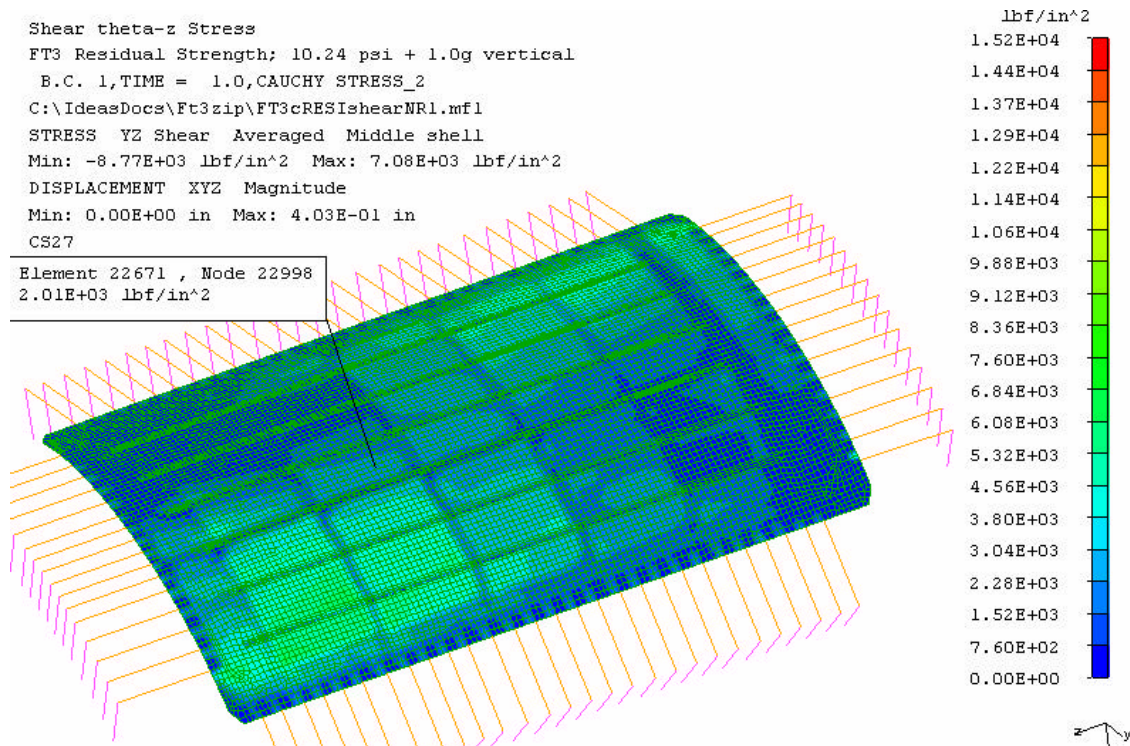 Shear theta-z Stress
FT3 Residual Strength; 10.24 psi + 1.0g vertical
B.C. 1,TIME = 1.0,CAUCHY STRESS_2
C:\IdeasDocs\Ft3zip\FT3cRESIshearNR1.mf1
STRESS YZ Shear Averaged Middle shell
Min: -8.77E+03 lbf/in^2 Max: 7.08E+03 lbf/in^2
DISPLACEMENT XYZ Magnitude
Min: 0.00E+00 in Max: 4.03E-01 in
CS27
Element 22671 , Node 22998
2.01E+03 lbf/in^2
lbf/in^2
1.52E+04
1.44E+04
1.37E+04
1.29E+04
1.22E+04
1.14E+04
1.06E+04
9.88E+03
9.12E+03
8.36E+03
7.60E+03
6.84E+03
6.08E+03
5.32E+03
4.56E+03
3.80E+03
3.04E+03
2.28E+03
1.52E+03
7.60E+02
0.00E+00
z y